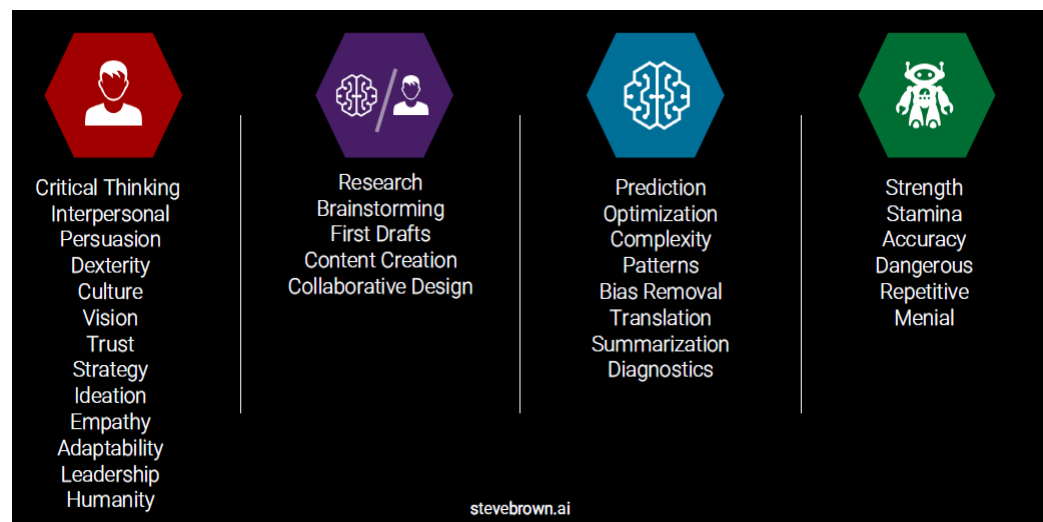 Critical Thinking
Interpersonal
Persuasion
Dexterity
Culture
Vision
Trust
Strategy
Ideation
Empathy
Adaptability
Leadership
Humanity
Research
Brainstorming
First Drafts
Content Creation
Collaborative Design
Prediction
Optimization
Complexity
Patterns
Bias Removal
Translation
Summarization
Diagnostics
Strength
Stamina
Accuracy
Dangerous
Repetitive
Menial
stevebrown.ai